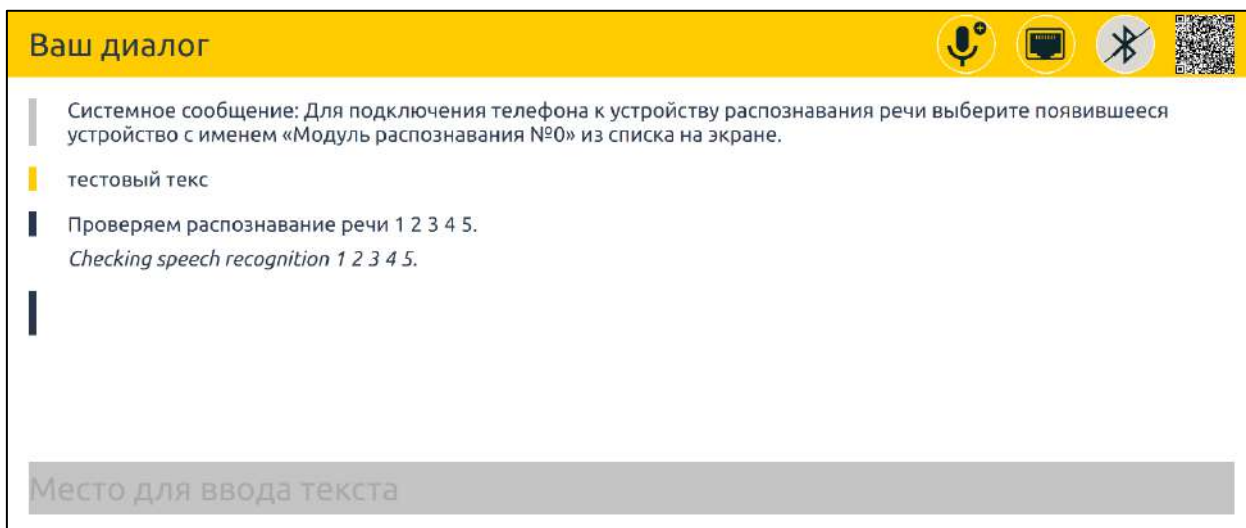 Ваш диалог
Системное сообщение: Для подключения телефона к устройству распознавания речи выберите появившееся
устройство с именем «Модуль распознавания №0» из списка на экране.
тестовый текс
Проверяем распознавание речи 1 2 3 4 5.
Checking speech recognition 1 2 3 4 5.
Место для ввода текста